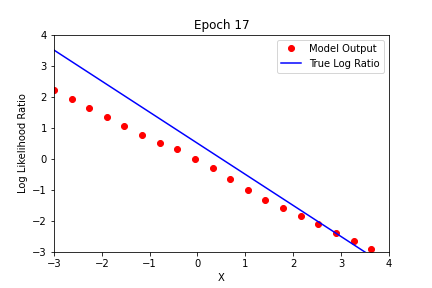 Epoch 17
Model Output
True Log Ratio
Log Likelihood Ratio
4
3
2
1
0
−1
−2
−3
−3 −2 −1 0 1 2 3 4
X